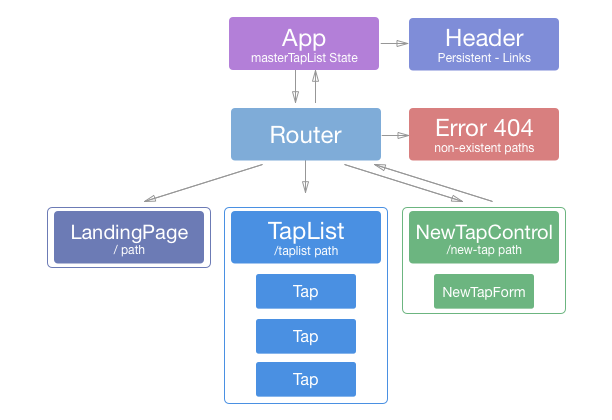 App
masterTapList State
Header
Persistent - Links
Router
Error 404
non-existent paths
LandingPage
/ path
TapList
/taplist path
NewTapControl
/new-tap path
Tap
NewTapForm
Tap
Tap